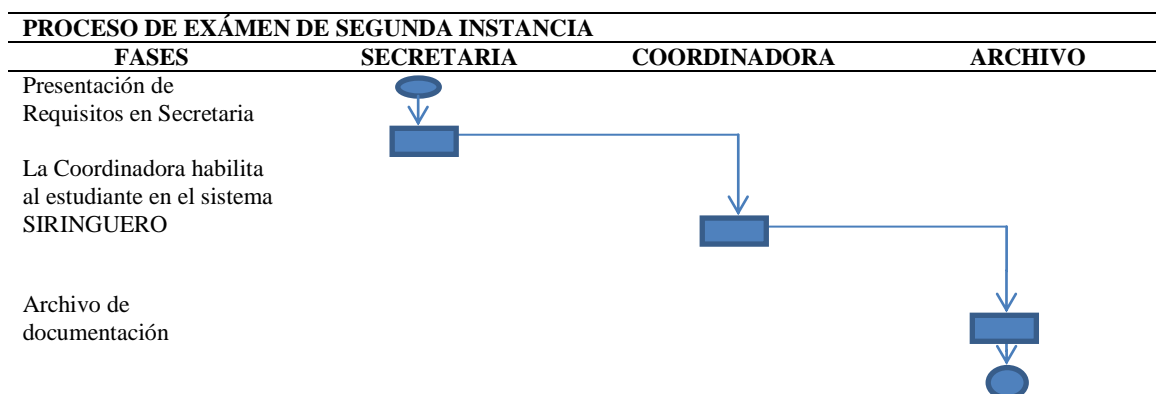 PROCESO DE EXÁMEN DE SEGUNDA INSTANCIA
FASES SECRETARIA COORDINADORA ARCHIVO
Presentación de
Requisitos en Secretaria
La Coordinadora habilita
al estudiante en el sistema
SIRINGUERO
Archivo de
documentación